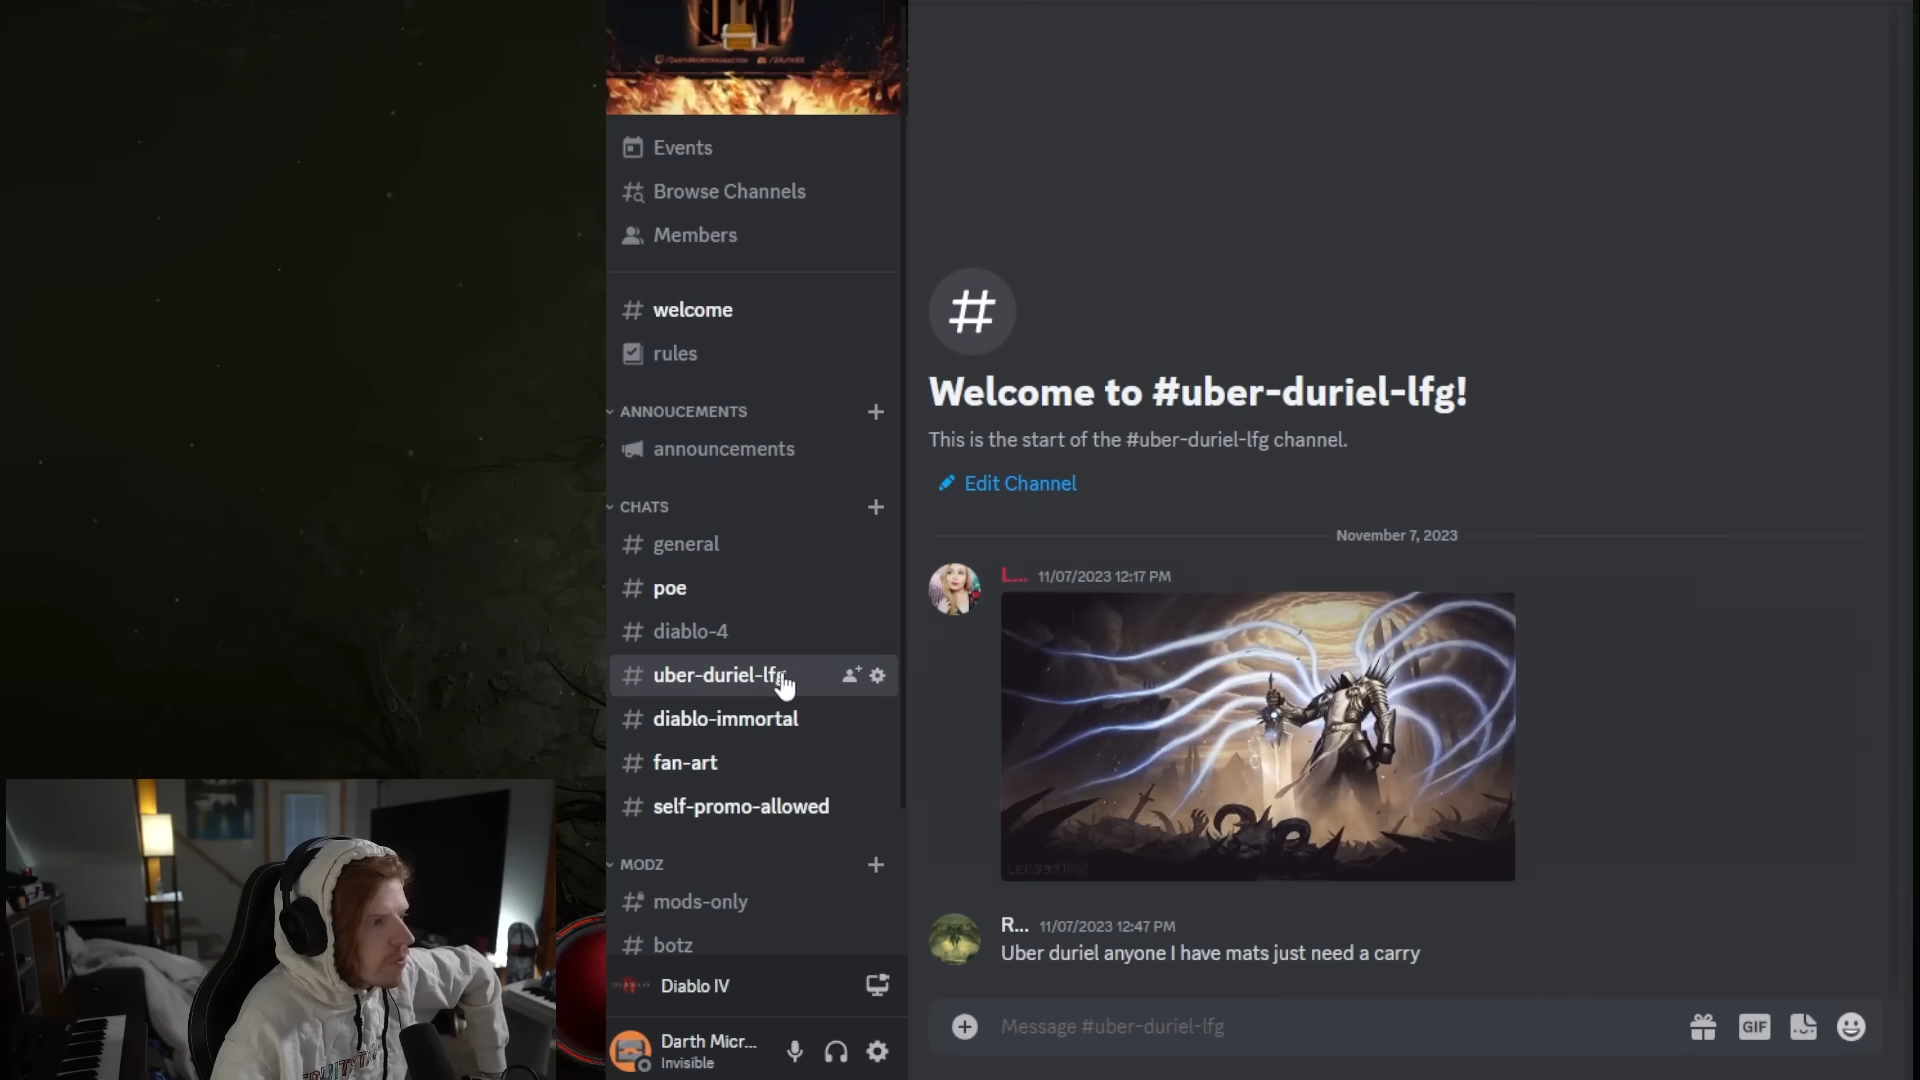 Events
Browse Channels
Members
welcome
rules
ANNOUCEMENTS
announcements
CHATS
general
poe
diablo-4
uber-duriel-lfg
diablo-immortal
fan-art
self-promo-allowed
MODZ
mods-only
botz
Diablo IV
Darth Micr...
Invisible
Welcome to #uber-duriel-lfg!
This is the start of the #uber-duriel-lfg channel.
Edit Channel
November 7, 2023
L... 11/07/2023 12:17 PM
R... 11/07/2023 12:47 PM
Uber duriel anyone I have mats just need a carry
Message #uber-duriel-lfg
GIF